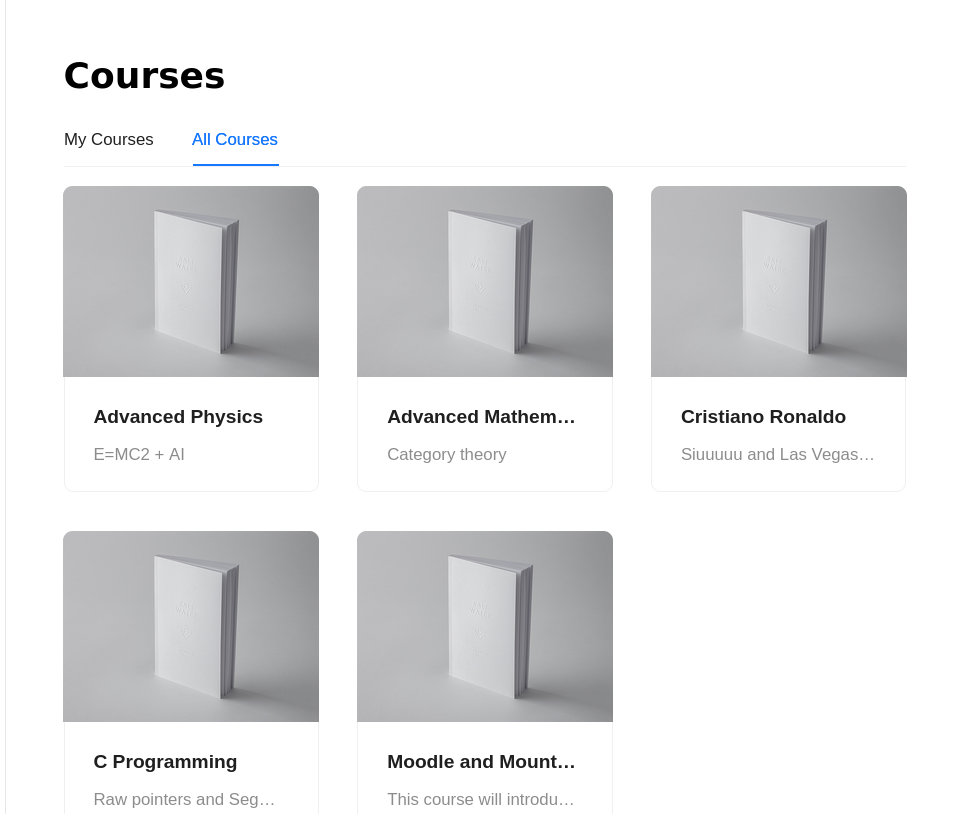 Courses
My Courses All Courses
Advanced Physics
E=MC2 + AI
Advanced Mathem...
Category theory
Cristiano Ronaldo
Siuuuuu and Las Vegas...
C Programming
Raw pointers and Seg...
Moodle and Mount...
This course will introdu...